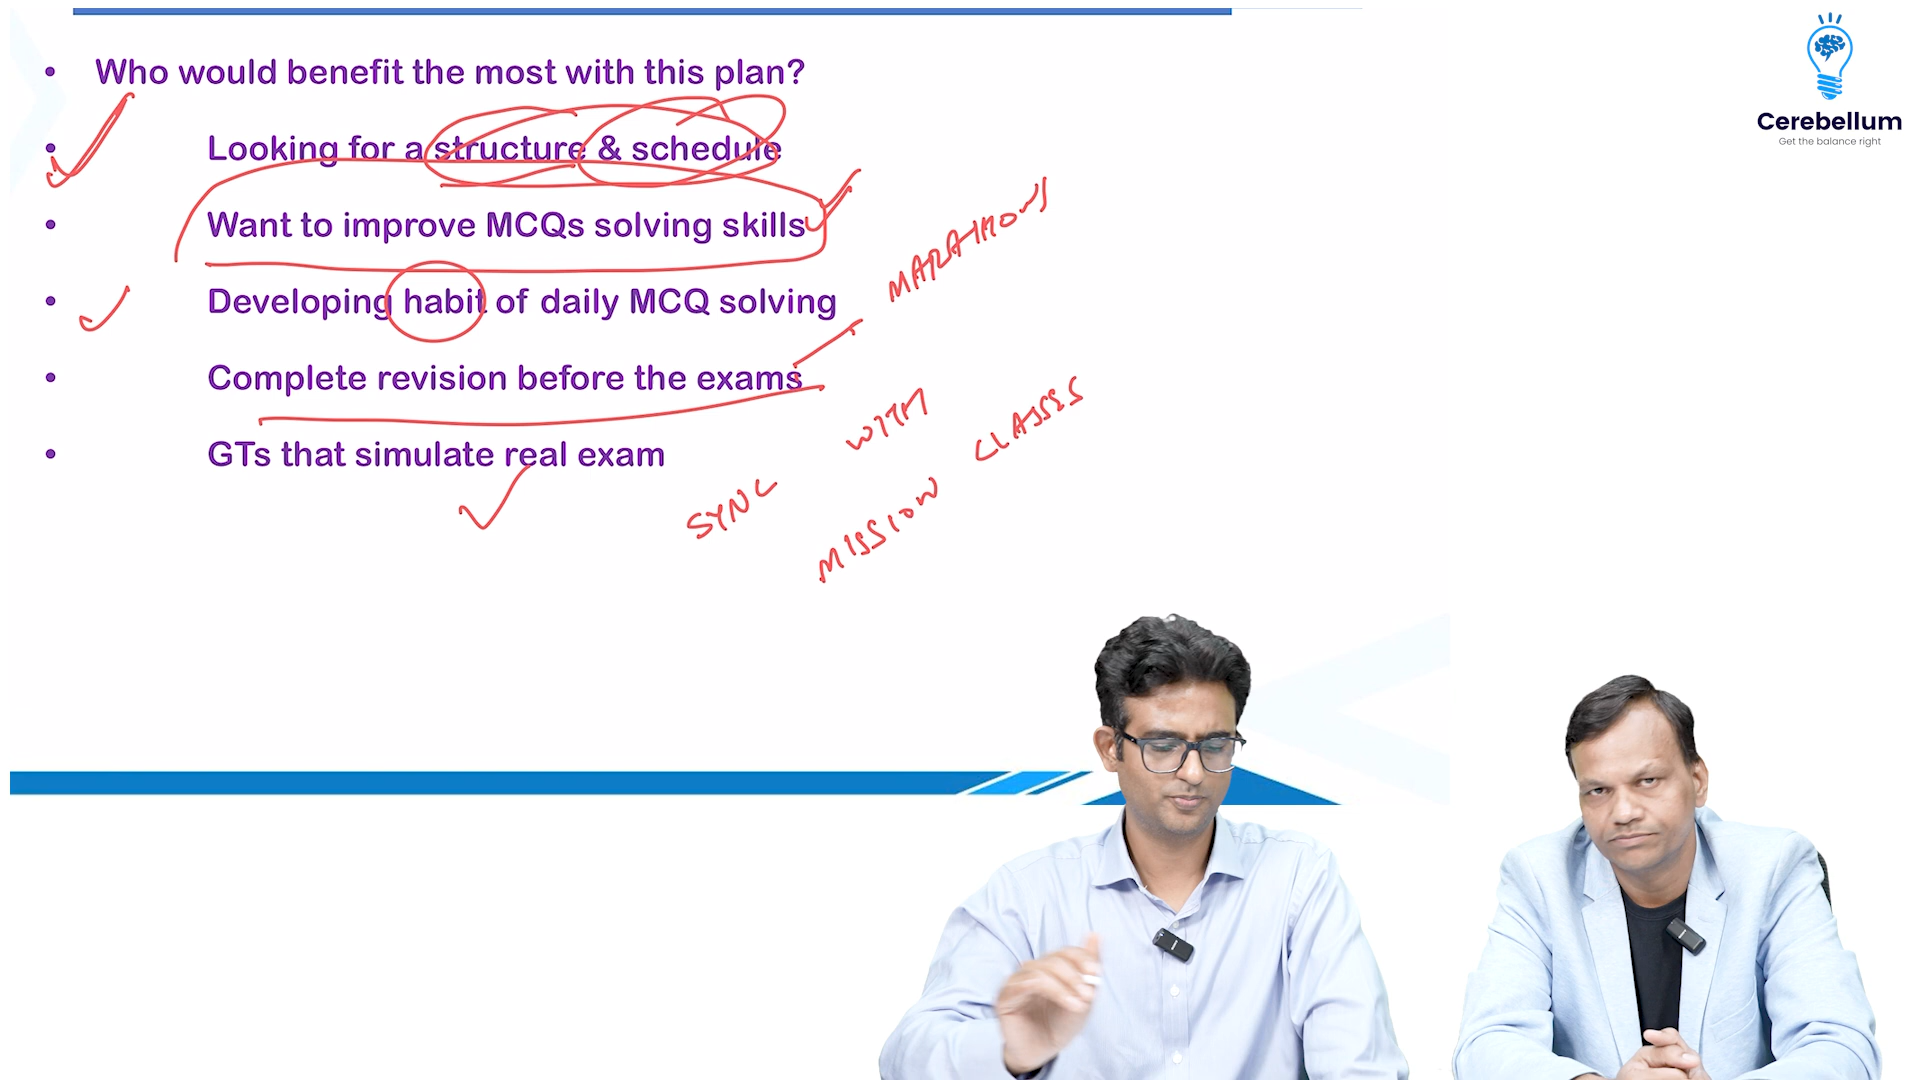 • Who would benefit the most with this plan?
• Looking for a structure & schedule
• Want to improve MCQs solving skills
• Developing habit of daily MCQ solving
• Complete revision before the exams
• GTs that simulate real exam
MARATHONS
SYNC WITH
MISSION CLASSES
Cerebellum
Get the balance right